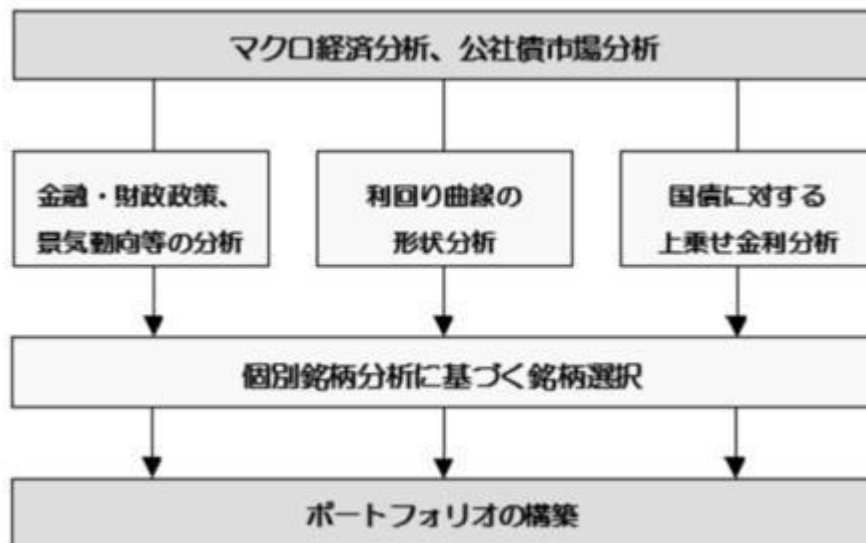 マクロ経済分析、公社債市場分析
金融・財政政策、
景気動向等の分析
利回り曲線の
形状分析
国債に対する
上乗せ金利分析
個別銘柄分析に基づく銘柄選択
ポートフォリオの構築